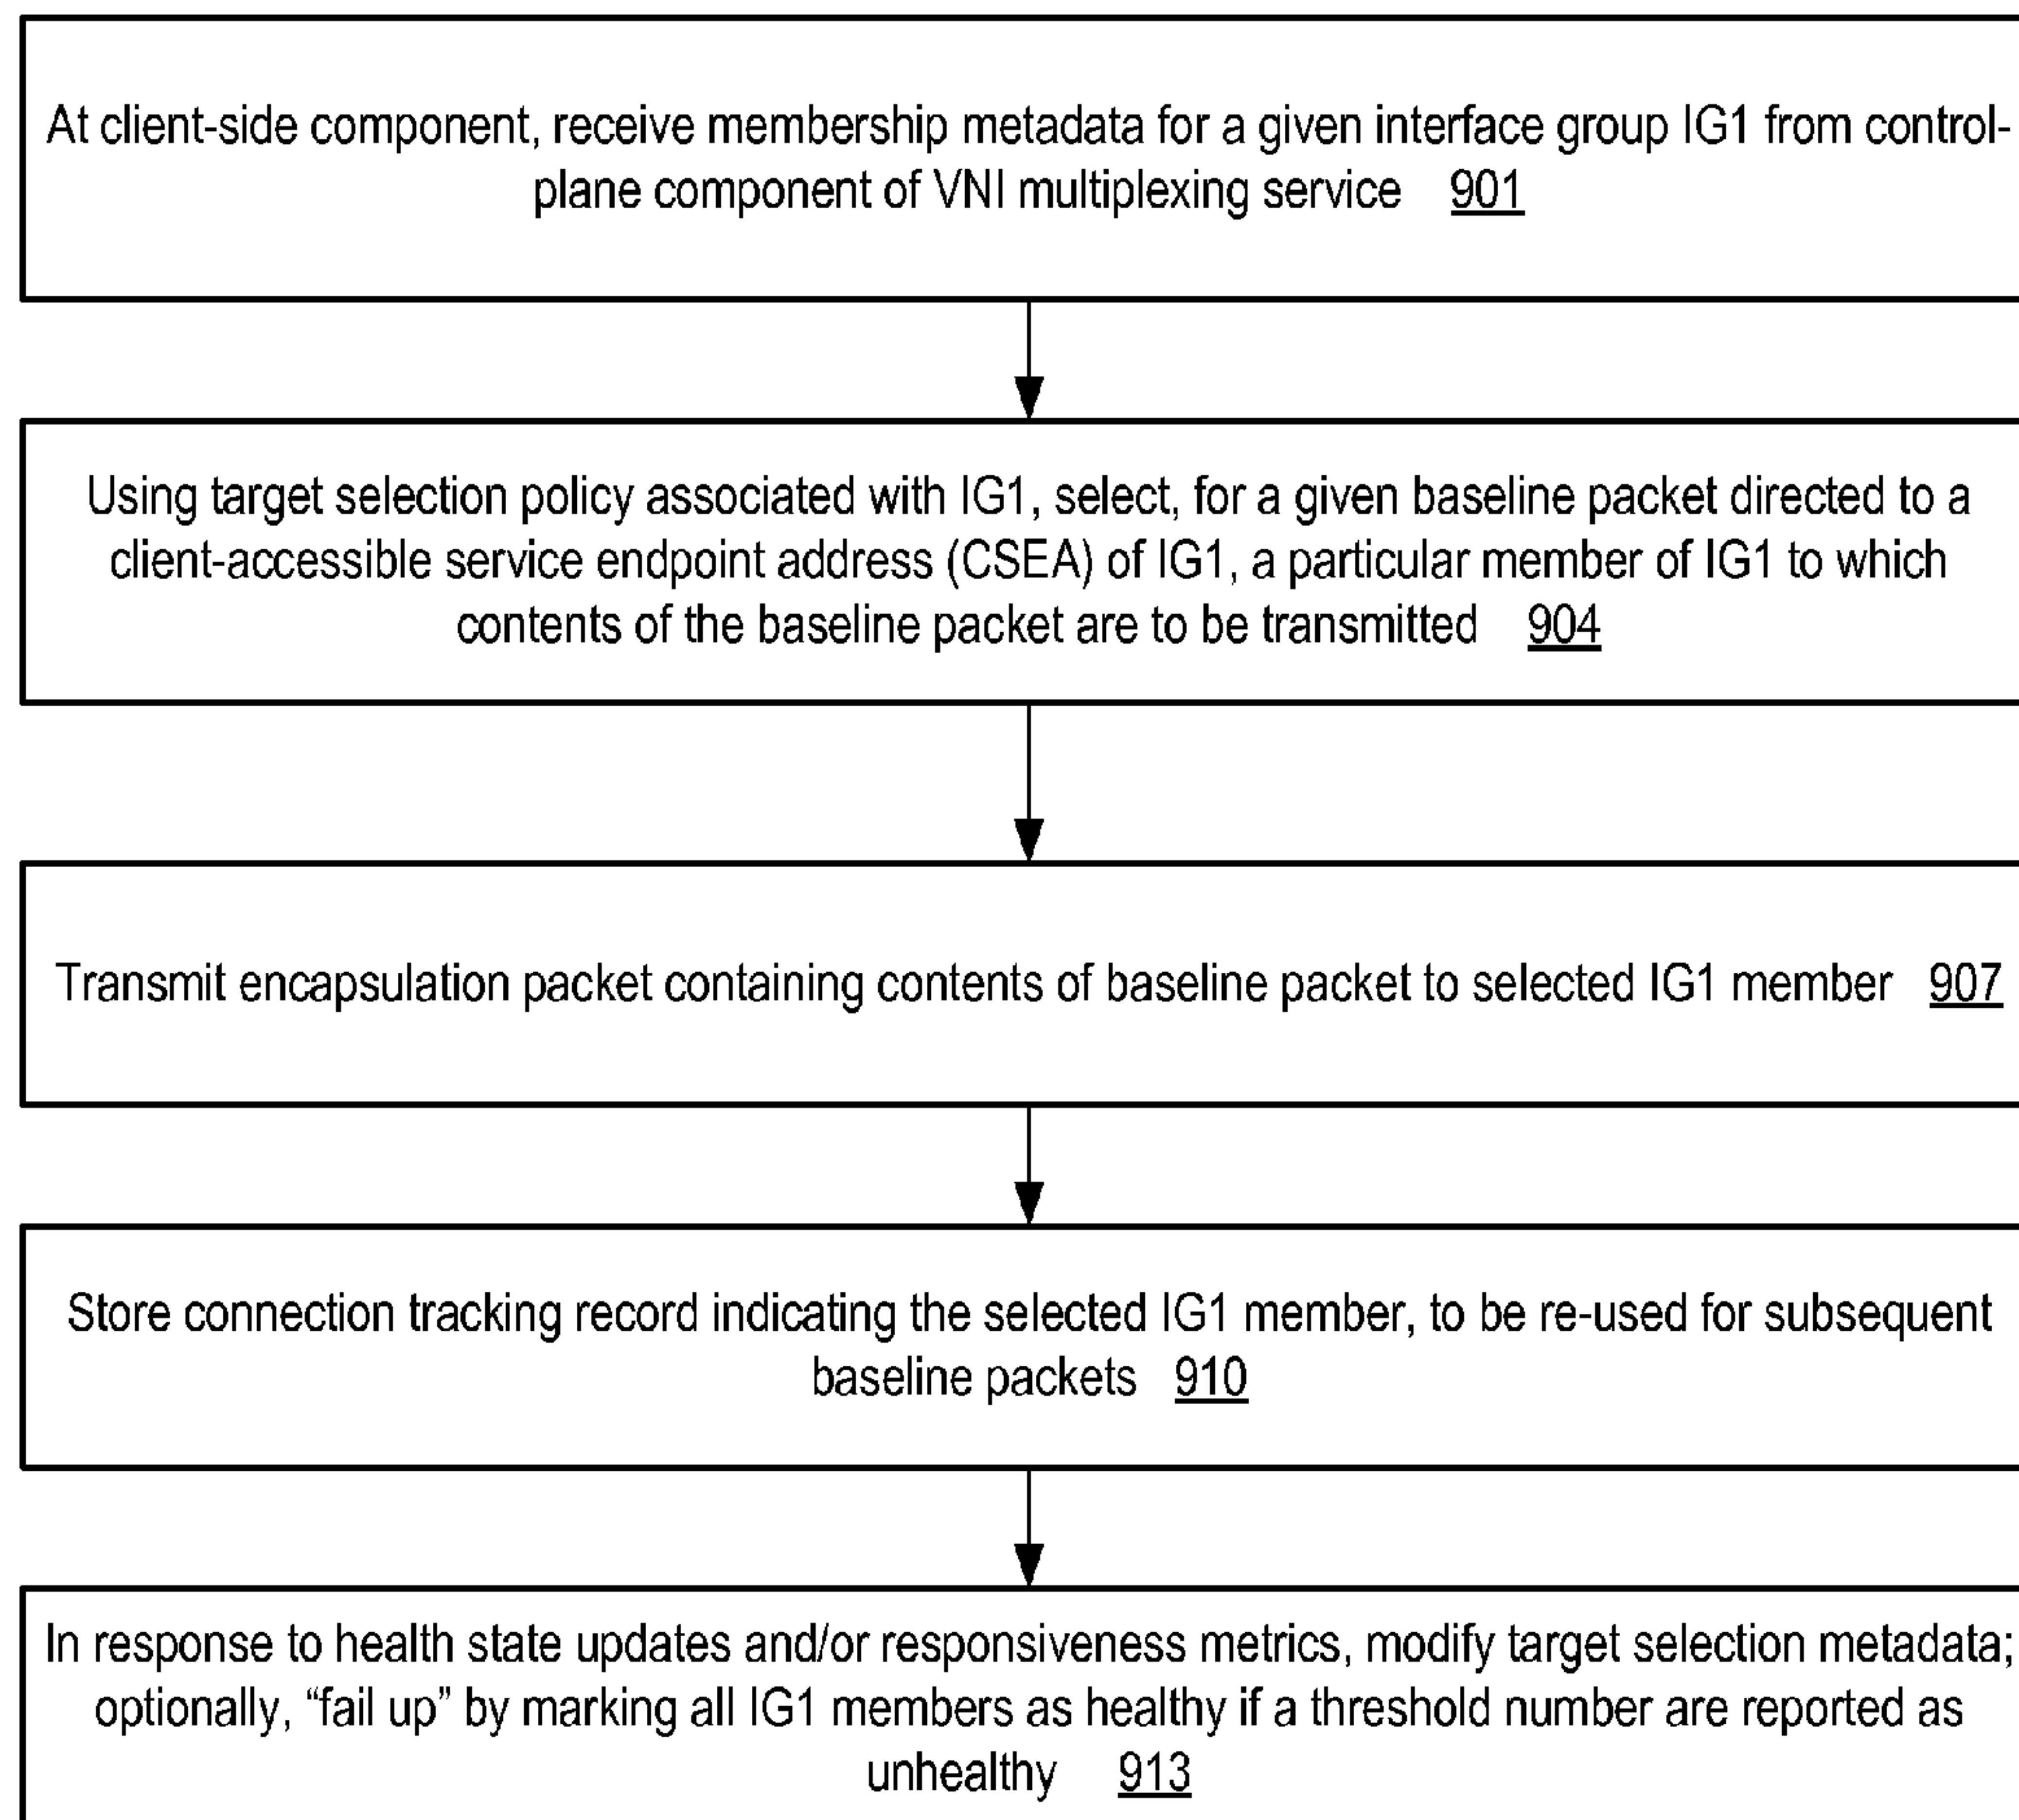 At client-side component, receive membership metadata for a given interface group IG1 from control-
plane component of VNI multiplexing service 901
Using target selection policy associated with IG1, select, for a given baseline packet directed to a
client-accessible service endpoint address (CSEA) of IG1, a particular member of IG1 to which
contents of the baseline packet are to be transmitted 904
Transmit encapsulation packet containing contents of baseline packet to selected IG1 member 907
Store connection tracking record indicating the selected IG1 member, to be re-used for subsequent
baseline packets 910
In response to health state updates and/or responsiveness metrics, modify target selection metadata;
optionally, “fail up” by marking all IG1 members as healthy if a threshold number are reported as
unhealthy 913